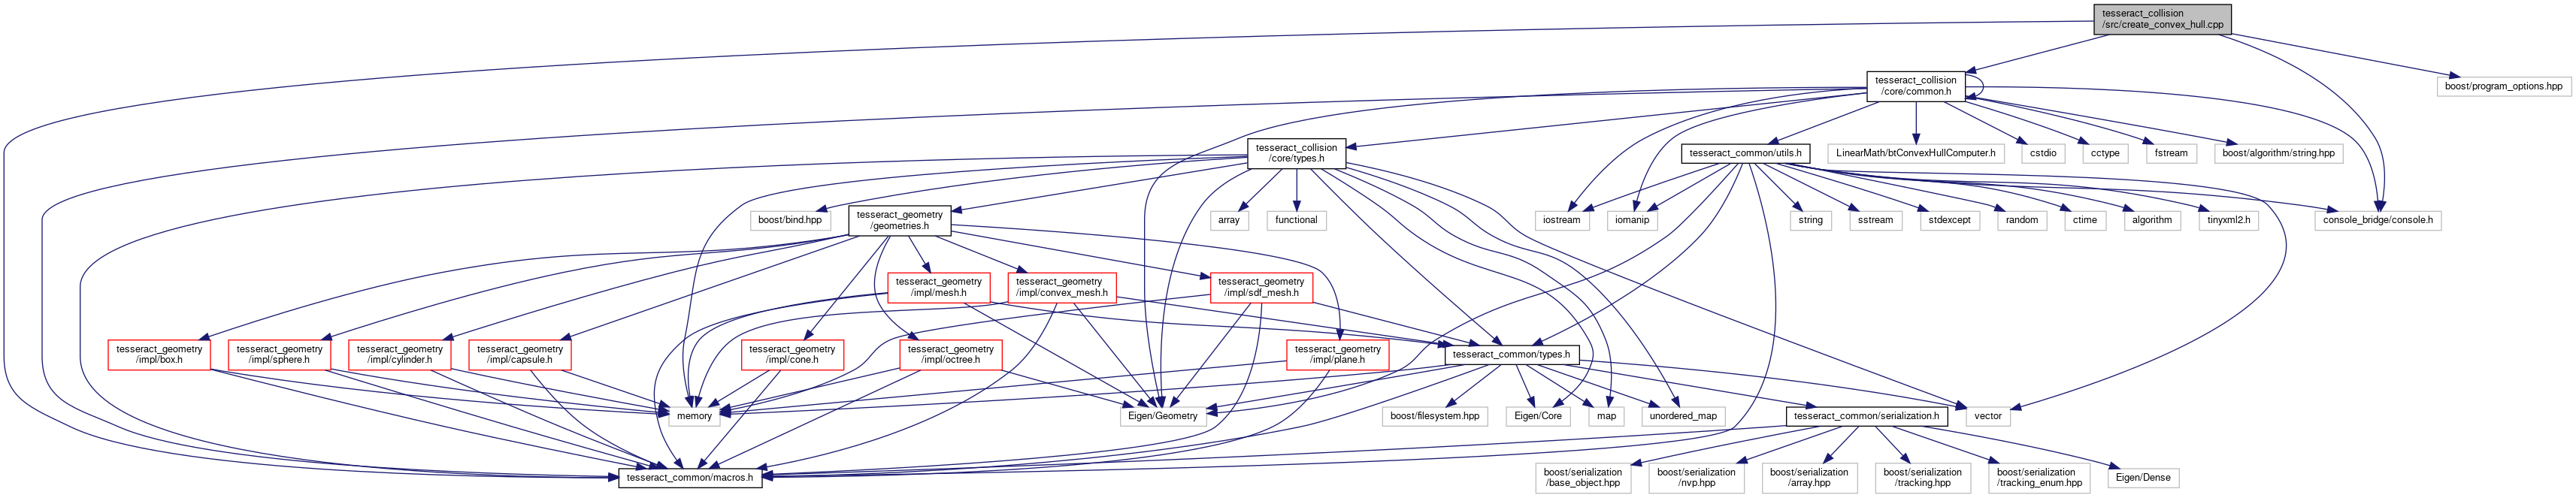 tesseract_collision
/src/create_convex_hull.cpp
tesseract_collision
/core/common.h
boost/program_options.hpp
tesseract_collision
/core/types.h
tesseract_common/utils.h
LinearMath/btConvexHullComputer.h
cstdio
cctype
fstream
boost/algorithm/string.hpp
boost/bind.hpp
tesseract_geometry
/geometries.h
array
functional
iostream
iomanip
string
sstream
stdexcept
random
ctime
algorithm
tinyxml2.h
console_bridge/console.h
tesseract_geometry
/impl/mesh.h
tesseract_geometry
/impl/convex_mesh.h
tesseract_geometry
/impl/sdf_mesh.h
tesseract_geometry
/impl/box.h
tesseract_geometry
/impl/sphere.h
tesseract_geometry
/impl/cylinder.h
tesseract_geometry
/impl/capsule.h
tesseract_geometry
/impl/cone.h
tesseract_geometry
/impl/octree.h
tesseract_geometry
/impl/plane.h
tesseract_common/types.h
memory
Eigen/Geometry
boost/filesystem.hpp
Eigen/Core
map
unordered_map
tesseract_common/serialization.h
vector
tesseract_common/macros.h
boost/serialization
/base_object.hpp
boost/serialization
/nvp.hpp
boost/serialization
/array.hpp
boost/serialization
/tracking.hpp
boost/serialization
/tracking_enum.hpp
Eigen/Dense